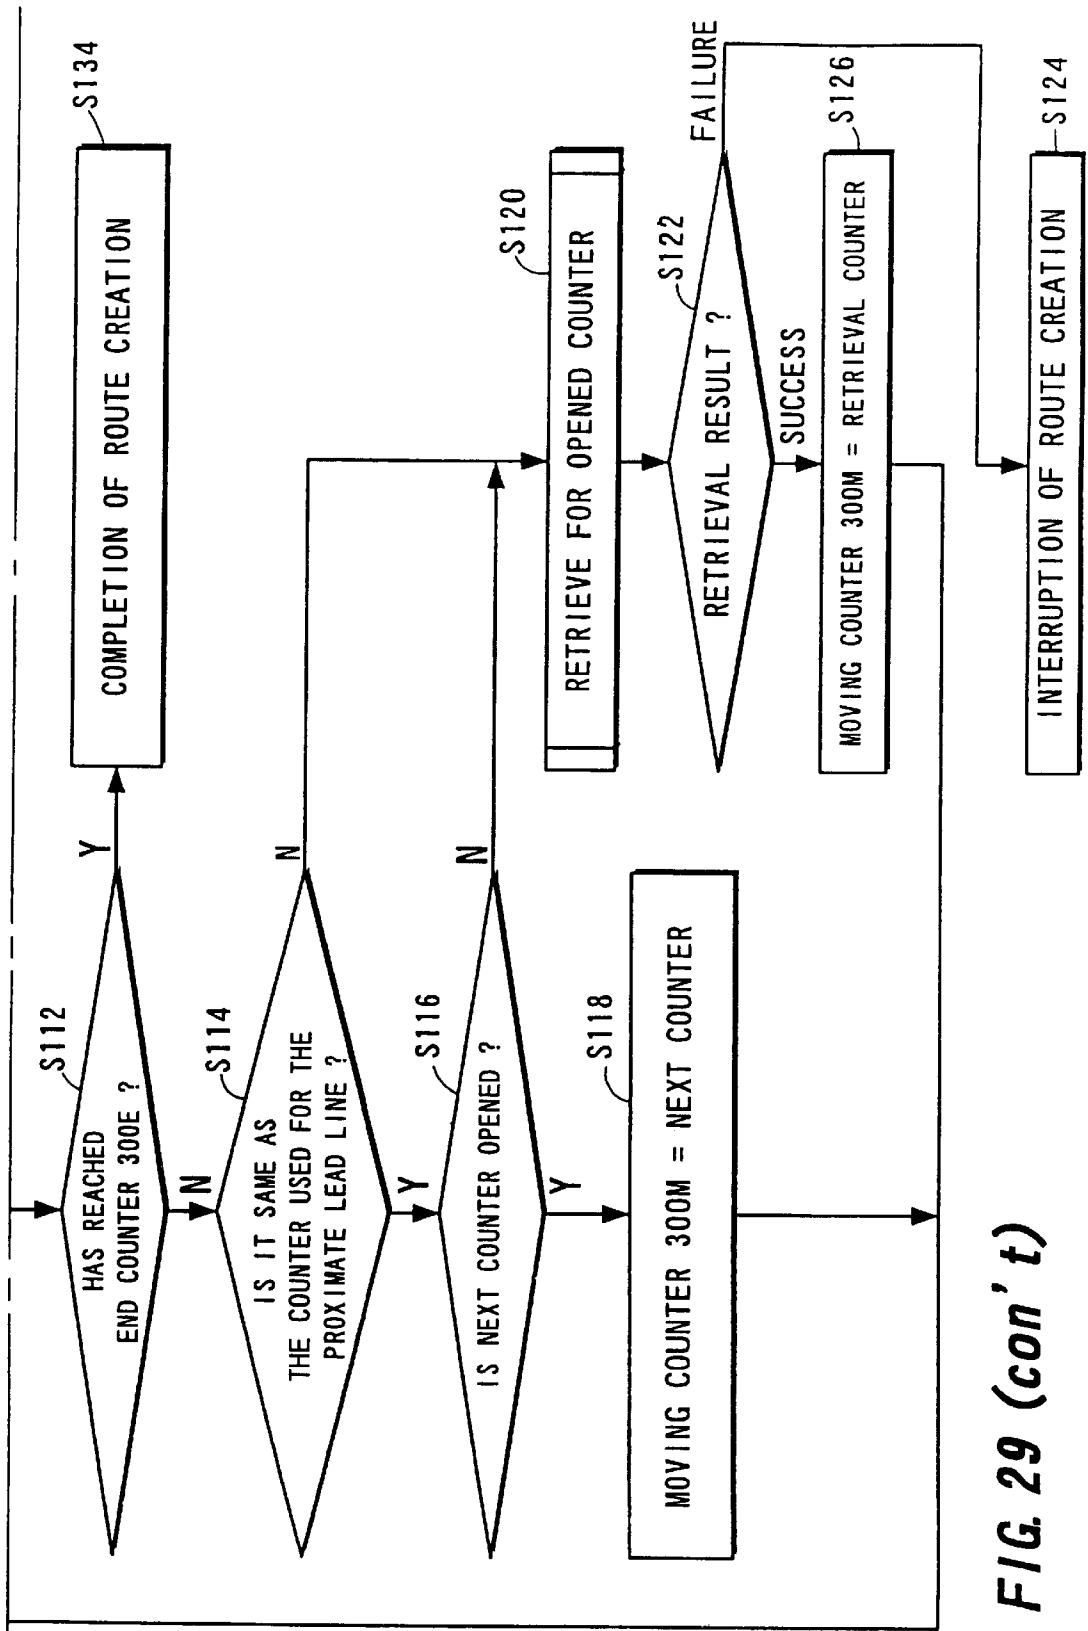 S112
HAS REACHED
END COUNTER 300E ?
Y
S134
COMPLETION OF ROUTE CREATION
N
S114
IS IT SAME AS
THE COUNTER USED FOR THE
PROXIMATE LEAD LINE ?
N
Y
S116
IS NEXT COUNTER OPENED ?
N
Y
S118
MOVING COUNTER 300M = NEXT COUNTER
S120
RETRIEVE FOR OPENED COUNTER
S122
RETRIEVAL RESULT ?
FAILURE
SUCCESS
S126
MOVING COUNTER 300M = RETRIEVAL COUNTER
S124
INTERRUPTION OF ROUTE CREATION
FIG. 29 (con't)